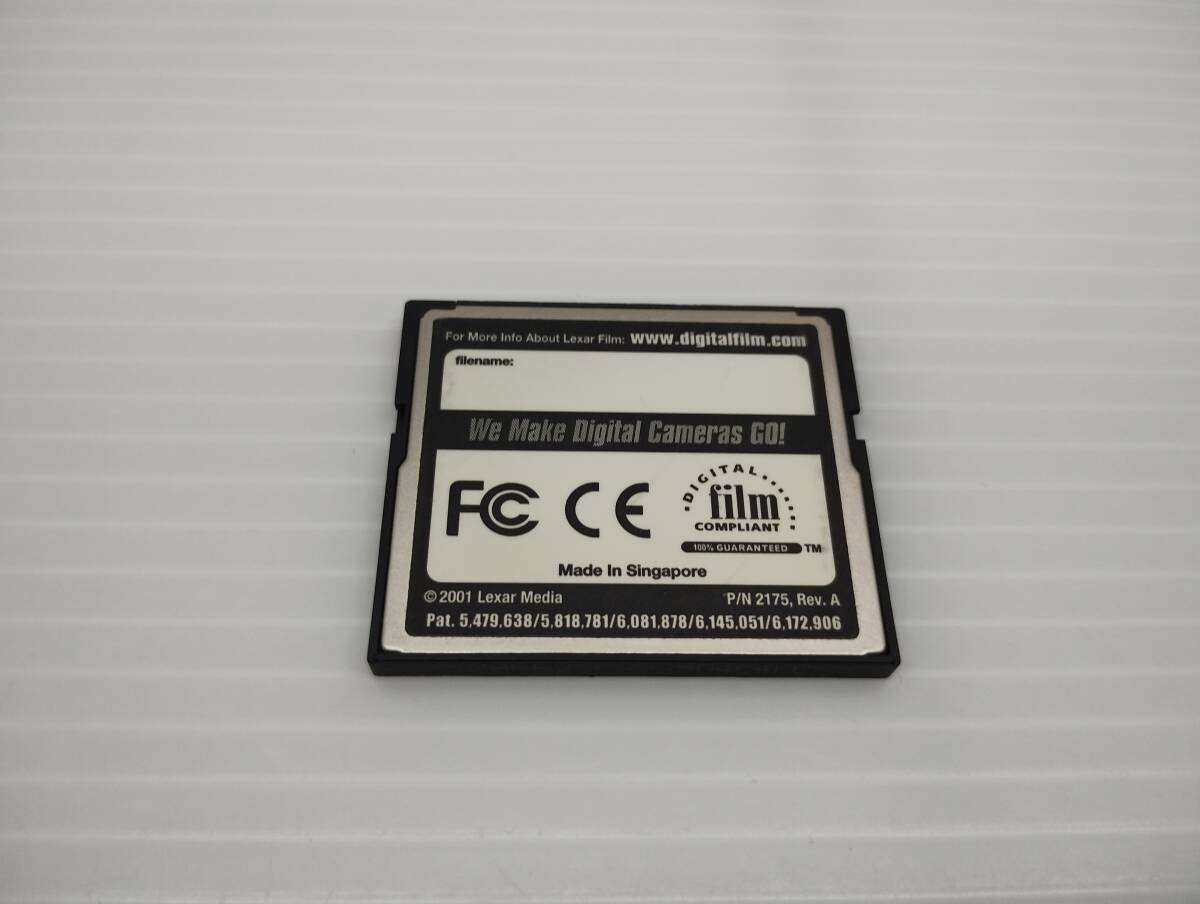 For More Info About Lexar Film: www.digitalfilm.com
filename:
We Make Digital Cameras GO!
FC CE
DIGITAL
film
COMPLIANT
100% GUARANTEED TM
Made In Singapore
© 2001 Lexar Media P/N 2175, Rev. A
Pat. 5,479,638/5,818,781/6,081,878/6,145,051/6,172,906